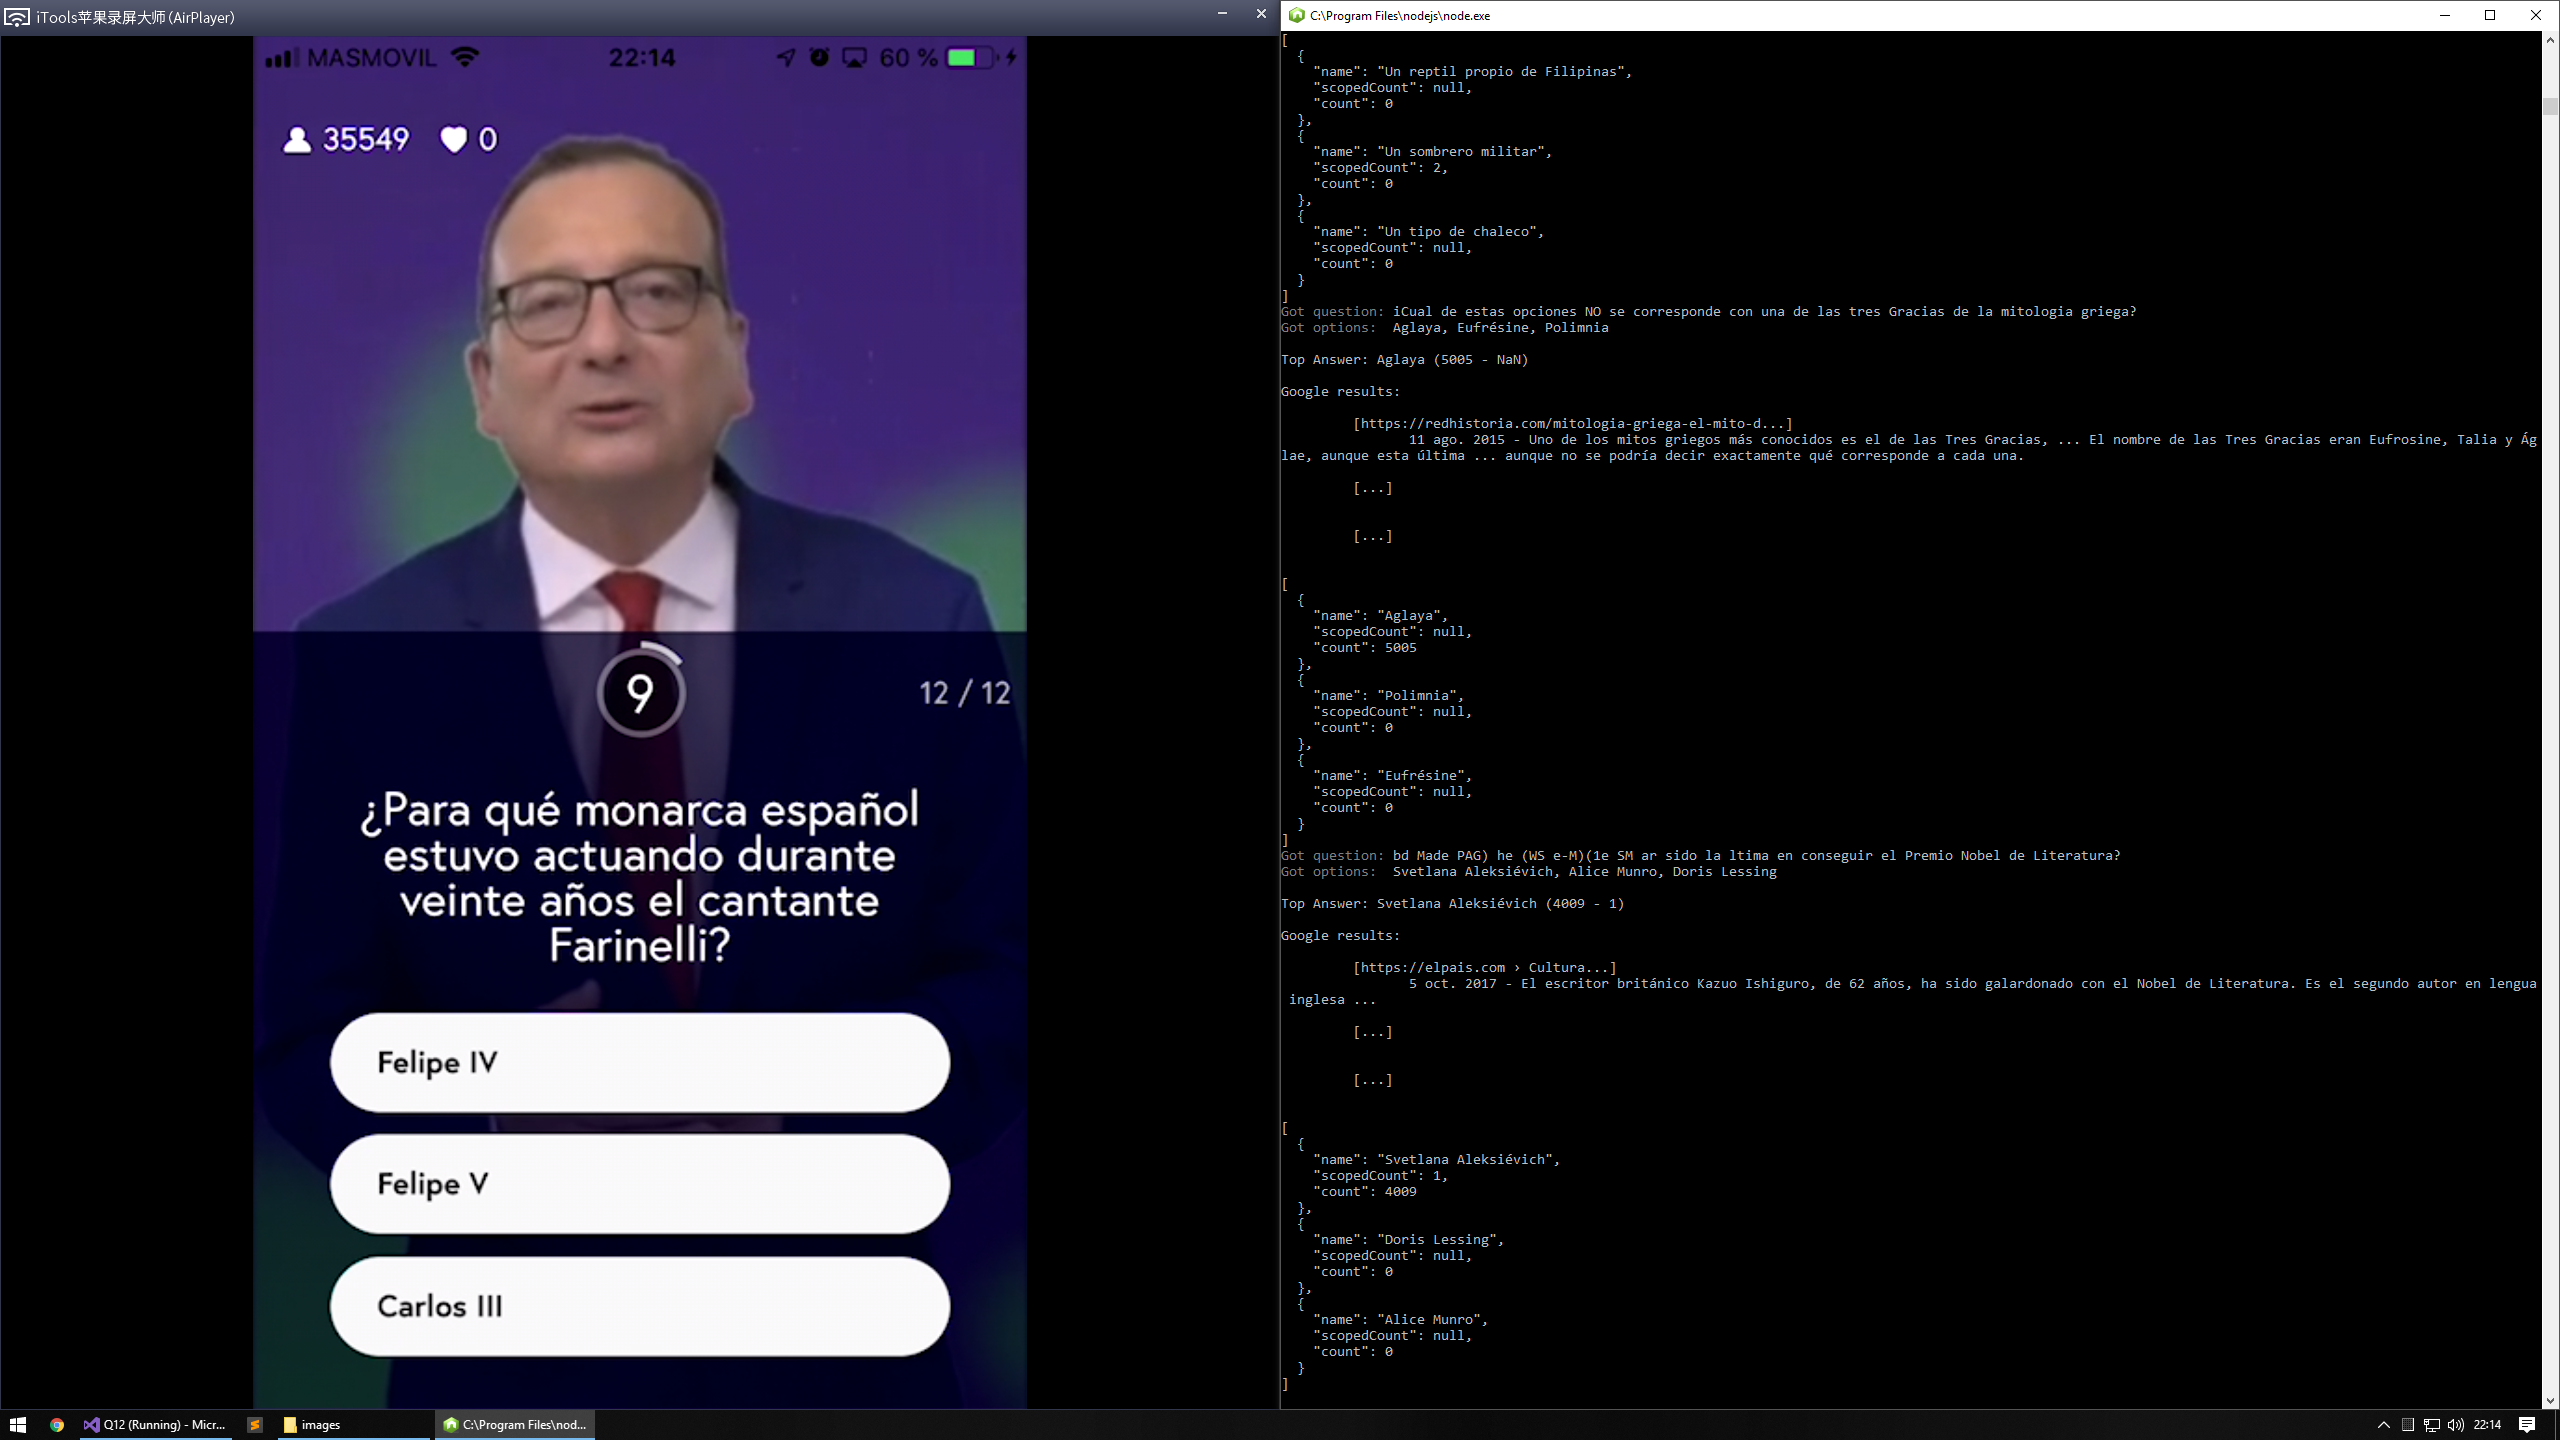 iTools苹果录屏大师(AirPlayer)
MASMOVIL
22:14
60 %
35549
0
9
12 / 12
¿Para qué monarca español
estuvo actuando durante
veinte años el cantante
Farinelli?
Felipe IV
Felipe V
Carlos III
C:\Program Files\nodejs\node.exe
[
{
"name": "Un reptil propio de Filipinas",
"scopedCount": null,
"count": 0
},
{
"name": "Un sombrero militar",
"scopedCount": 2,
"count": 0
},
{
"name": "Un tipo de chaleco",
"scopedCount": null,
"count": 0
}
]
Got question: iCual de estas opciones NO se corresponde con una de las tres Gracias de la mitologia griega?
Got options:  Aglaya, Eufrésine, Polimnia
Top Answer: Aglaya (5005 - NaN)
Google results:
[https://redhistoria.com/mitologia-griega-el-mito-d...]
11 ago. 2015 - Uno de los mitos griegos más conocidos es el de las Tres Gracias, ... El nombre de las Tres Gracias eran Eufrosine, Talia y Ág
lae, aunque esta última ... aunque no se podría decir exactamente qué corresponde a cada una.
[...]
[...]
[
{
"name": "Aglaya",
"scopedCount": null,
"count": 5005
},
{
"name": "Polimnia",
"scopedCount": null,
"count": 0
},
{
"name": "Eufrésine",
"scopedCount": null,
"count": 0
}
]
Got question: bd Made PAG) he (WS e-M)(1e SM ar sido la ltima en conseguir el Premio Nobel de Literatura?
Got options:  Svetlana Aleksiévich, Alice Munro, Doris Lessing
Top Answer: Svetlana Aleksiévich (4009 - 1)
Google results:
[https://elpais.com › Cultura...]
5 oct. 2017 - El escritor británico Kazuo Ishiguro, de 62 años, ha sido galardonado con el Nobel de Literatura. Es el segundo autor en lengua
inglesa ...
[...]
[...]
[
{
"name": "Svetlana Aleksiévich",
"scopedCount": 1,
"count": 4009
},
{
"name": "Doris Lessing",
"scopedCount": null,
"count": 0
},
{
"name": "Alice Munro",
"scopedCount": null,
"count": 0
}
]
Q12 (Running) - Micr...
images
C:\Program Files\nod...
22:14